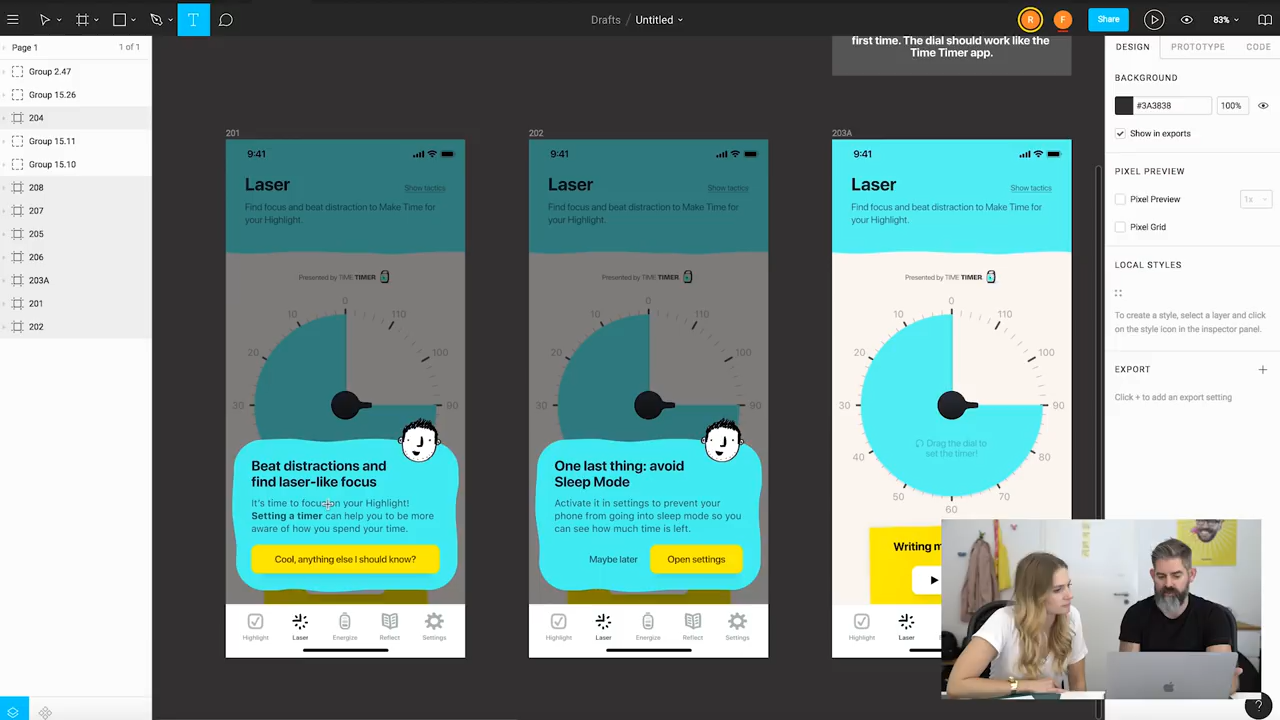 Drafts / Untitled
R
F
Share
83%
Page 1
1 of 1
Group 2.47
Group 15.26
204
Group 15.11
Group 15.10
208
207
205
206
203A
201
202
first time. The dial should work like the
Time Timer app.
201
9:41
Laser
Show tactics
Find focus and beat distraction to Make Time for
your Highlight.
Presented by TIME TIMER
0
10
110
20
100
30
90
Beat distractions and
find laser-like focus
It's time to focus on your Highlight!
Setting a timer can help you to be more
aware of how you spend your time.
Cool, anything else I should know?
Highlight
Laser
Energize
Reflect
Settings
202
9:41
Laser
Show tactics
Find focus and beat distraction to Make Time for
your Highlight.
Presented by TIME TIMER
0
10
110
20
100
30
90
One last thing: avoid
Sleep Mode
Activate it in settings to prevent your
phone from going into sleep mode so you
can see how much time is left.
Maybe later
Open settings
Highlight
Laser
Energize
Reflect
Settings
203A
9:41
Laser
Show tactics
Find focus and beat distraction to Make Time for
your Highlight.
Presented by TIME TIMER
0
10
110
20
100
30
90
Drag the dial to
set the timer!
40
80
50
70
60
Writing
Highlight
Laser
DESIGN
PROTOTYPE
CODE
BACKGROUND
#3A3838
100%
Show in exports
PIXEL PREVIEW
Pixel Preview
1x
Pixel Grid
LOCAL STYLES
To create a style, select a layer and click
on the style icon in the inspector panel.
EXPORT
Click + to add an export setting
?